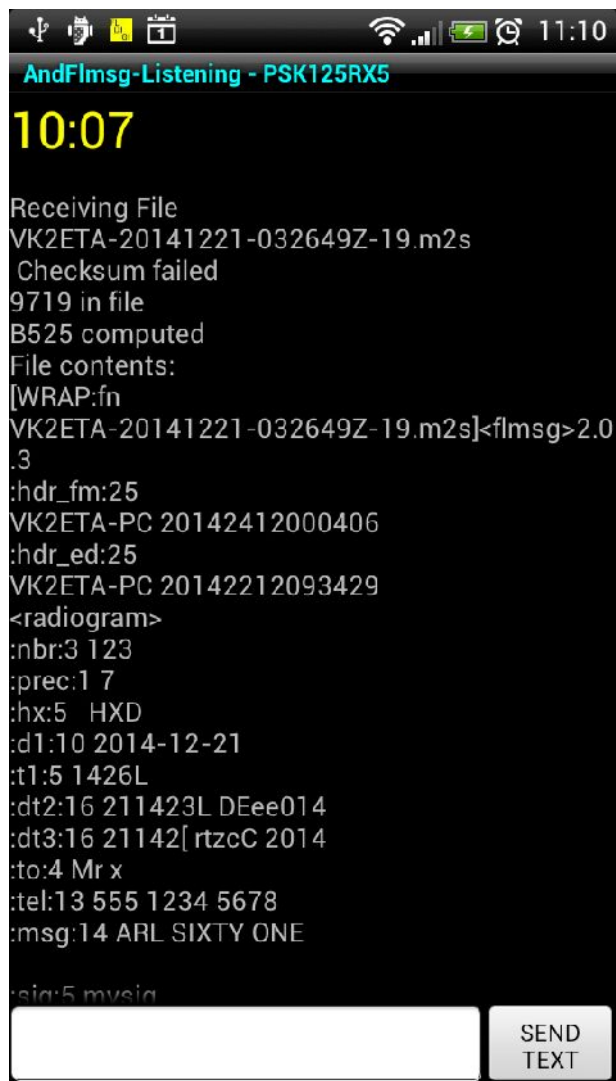 11:10
AndFlmsg-Listening - PSK125RX5
10:07
Receiving File
VK2ETA-20141221-032649Z-19.m2s
Checksum failed
9719 in file
B525 computed
File contents:
[WRAP:fn
VK2ETA-20141221-032649Z-19.m2s]<flmsg>2.0
.3
:hdr_fm:25
VK2ETA-PC 20142412000406
:hdr_ed:25
VK2ETA-PC 20142212093429
<radiogram>
:nbr:3 123
:prec:1 7
:hx:5   HXD
:d1:10 2014-12-21
:t1:5 1426L
:dt2:16 211423L DEee014
:dt3:16 21142[ rtzcC 2014
:to:4 Mr x
:tel:13 555 1234 5678
:msg:14 ARL SIXTY ONE
:sig:5 mysig
SEND
TEXT